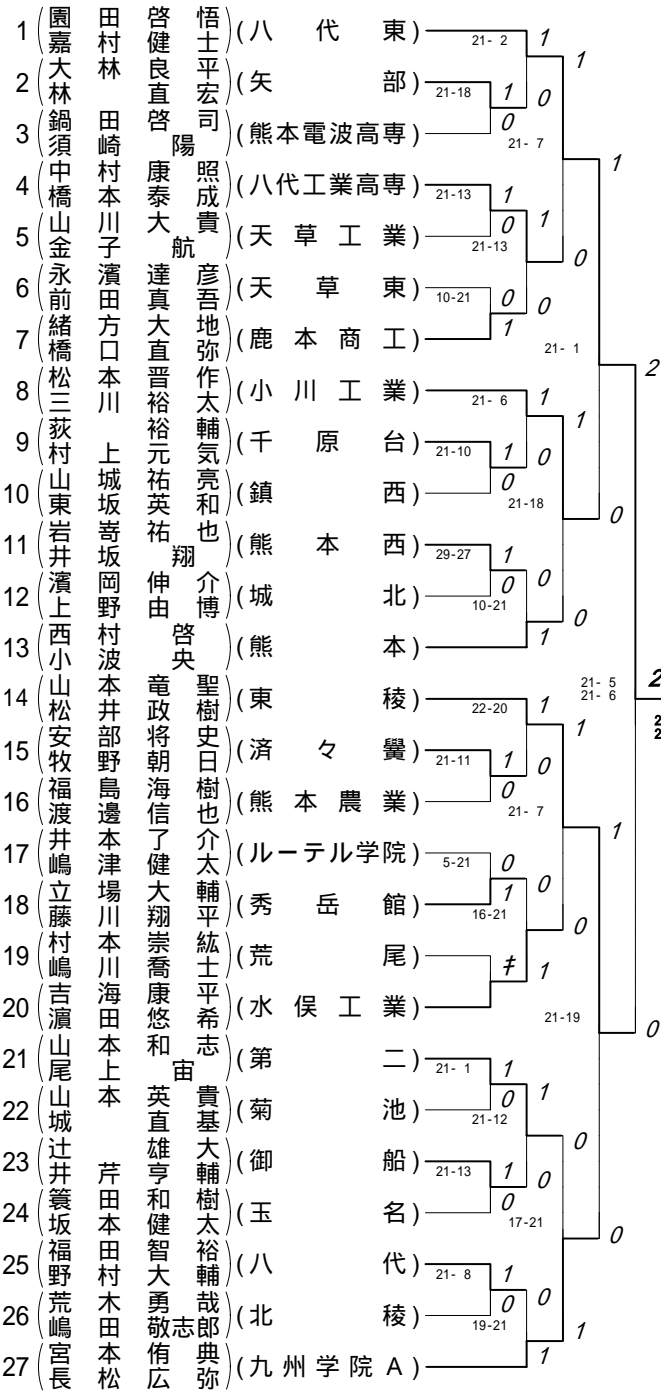 1 (園田啓悟 嘉村健士) (八代東)
21- 2 1
2 (大林良平 林直宏) (矢部)
21-18 1 0 1
3 (鍋田啓司 須崎陽) (熊本電波高専)
0 21- 7 1
4 (中村康照 橋本泰成) (八代工業高専)
21-13 1
5 (山川大貴 金子航) (天草工業)
0 21-13 1 0
6 (永濱達彦 前田真吾) (天草東)
10-21 0 0
7 (緒方大地 橋口直弥) (鹿本商工)
1 21- 1 2
8 (松本晋作 三川裕太) (小川工業)
21- 6 1
9 (荻裕輔 村上元気) (千原台)
21-10 1 0 1
10 (山城祐亮 東坂英和) (鎮西)
0 21-18 0
11 (岩嵜祐也 井坂翔) (熊本西)
29-27 1
12 (濱岡伸介 上野由博) (城北)
0 10-21 0 0
13 (西村啓 小波央) (熊本)
1
21- 5
21- 6 2
14 (山本竜聖 松井政樹) (東稜)
22-20 1
15 (安部将史 牧野朝日) (済々黌)
21-11 1 0 1
16 (福島海樹 渡邊信也) (熊本農業)
0 21- 7 1
17 (井本了介 嶋津健太) (ルーテル学院)
5-21 0
18 (立場大輔 藤川翔平) (秀岳館)
1 16-21 0 0
19 (村本崇紘 嶋川喬士) (荒尾)
キ 1
20 (吉海康平 濵田悠希) (水俣工業)
21-19 0
21 (山本和志 尾上宙) (第二)
21- 1 1
22 (山本英貴 城直基) (菊池)
0 21-12 1 0
23 (辻雄大 井芹亨輔) (御船)
21-13 1 0
24 (簑田和樹 坂本健太) (玉名)
0 17-21 0
25 (福田智裕 野村大輔) (八代)
21- 8 1
26 (荒木勇哉 嶋田敬志郎) (北稜)
0 19-21 0 1
27 (宮本侑典 長松広弥) (九州学院A)
1